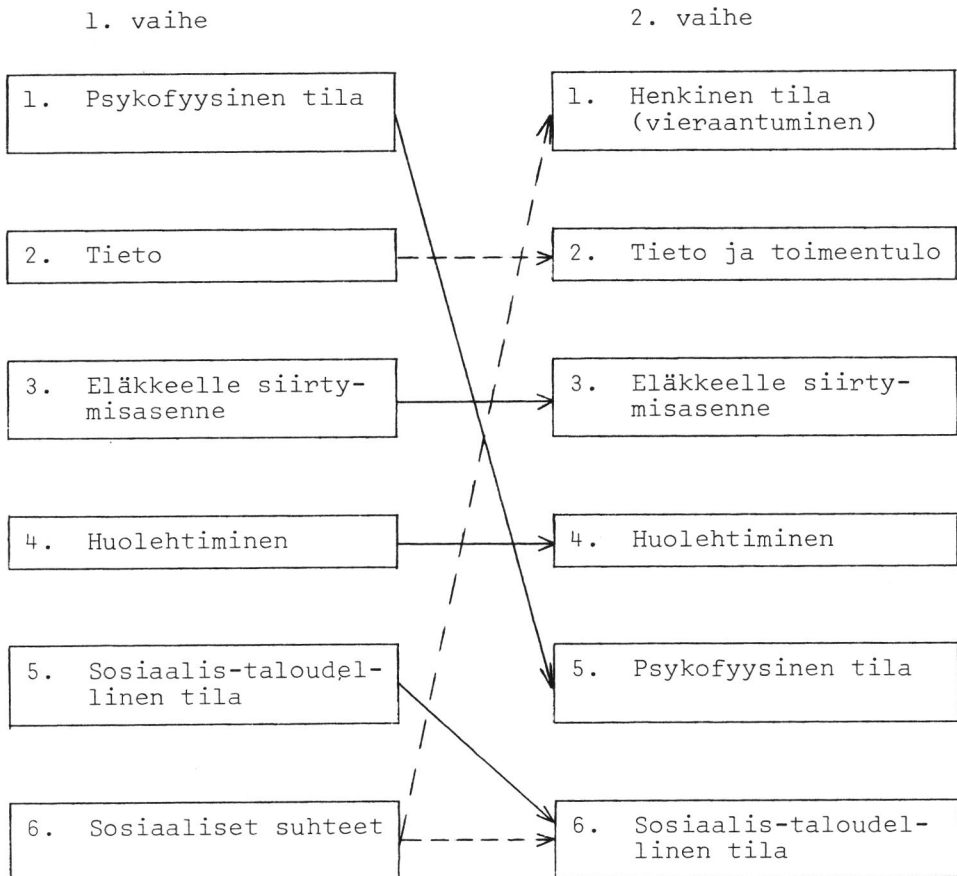 1. vaihe
2. vaihe
1. Psykofyysinen tila
1. Henkinen tila
(vieraantuminen)
2. Tieto
2. Tieto ja toimeentulo
3. Eläkkeelle siirty-
misasenne
3. Eläkkeelle siirty-
misasenne
4. Huolehtiminen
4. Huolehtiminen
5. Sosiaalis-taloudel-
linen tila
5. Psykofyysinen tila
6. Sosiaaliset suhteet
6. Sosiaalis-taloudel-
linen tila